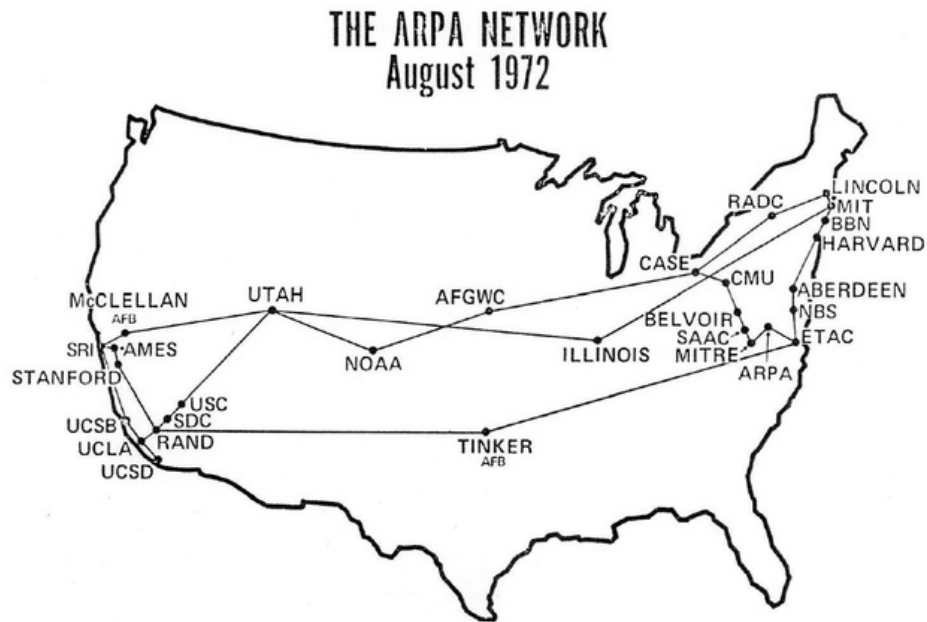 THE ARPA NETWORK
August 1972
LINCOLN
RADC
MIT
BBN
HARVARD
CASE
CMU
McCLELLAN
AFB
UTAH
AFGWC
ABERDEEN
NBS
BELVOIR
SAAC
SRI
AMES
ETAC
MITRE
ILLINOIS
NOAA
STANFORD
ARPA
USC
SDC
UCSB
RAND
UCLA
TINKER
AFB
UCSD